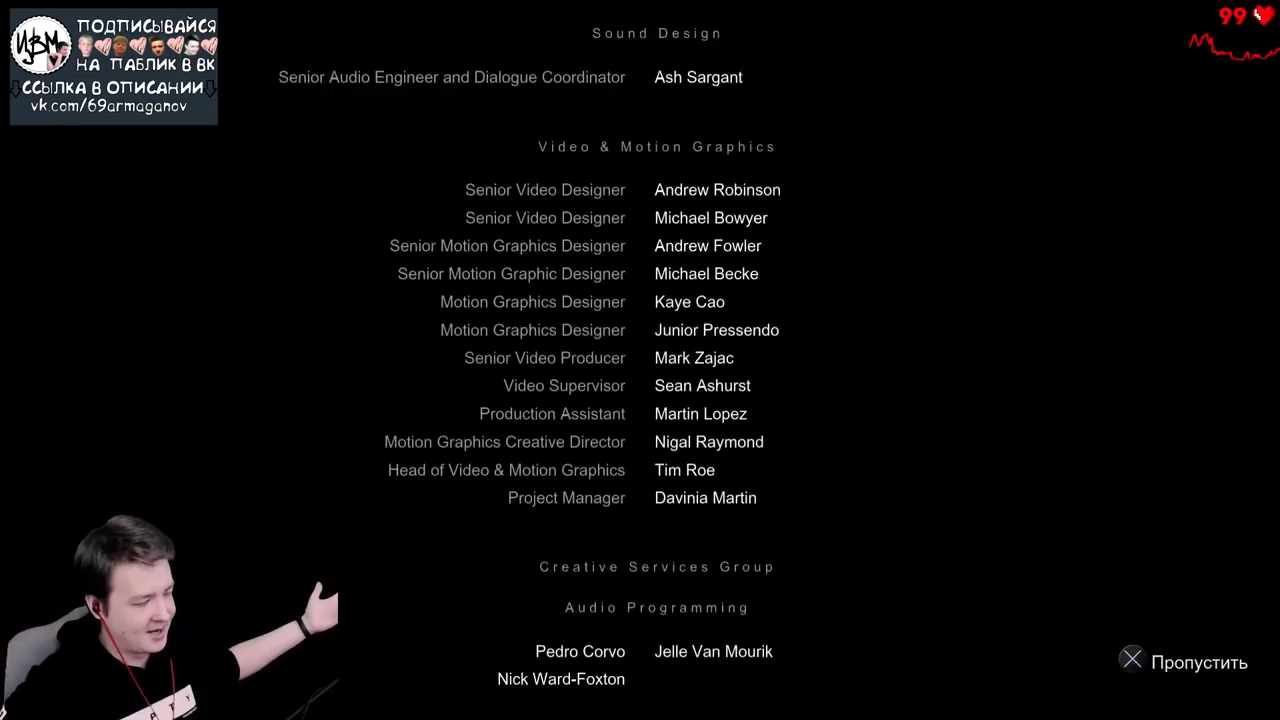 ИВМ
ПОДПИСЫВАЙСЯ
НА ПАБЛИК В ВК
ССЫЛКА В ОПИСАНИИ
vk.com/69armaganov
99
Sound Design
Senior Audio Engineer and Dialogue Coordinator Ash Sargant
Video & Motion Graphics
Senior Video Designer Andrew Robinson
Senior Video Designer Michael Bowyer
Senior Motion Graphics Designer Andrew Fowler
Senior Motion Graphic Designer Michael Becke
Motion Graphics Designer Kaye Cao
Motion Graphics Designer Junior Pressendo
Senior Video Producer Mark Zajac
Video Supervisor Sean Ashurst
Production Assistant Martin Lopez
Motion Graphics Creative Director Nigal Raymond
Head of Video & Motion Graphics Tim Roe
Project Manager Davinia Martin
Creative Services Group
Audio Programming
Pedro Corvo Jelle Van Mourik
Nick Ward-Foxton
Пропустить